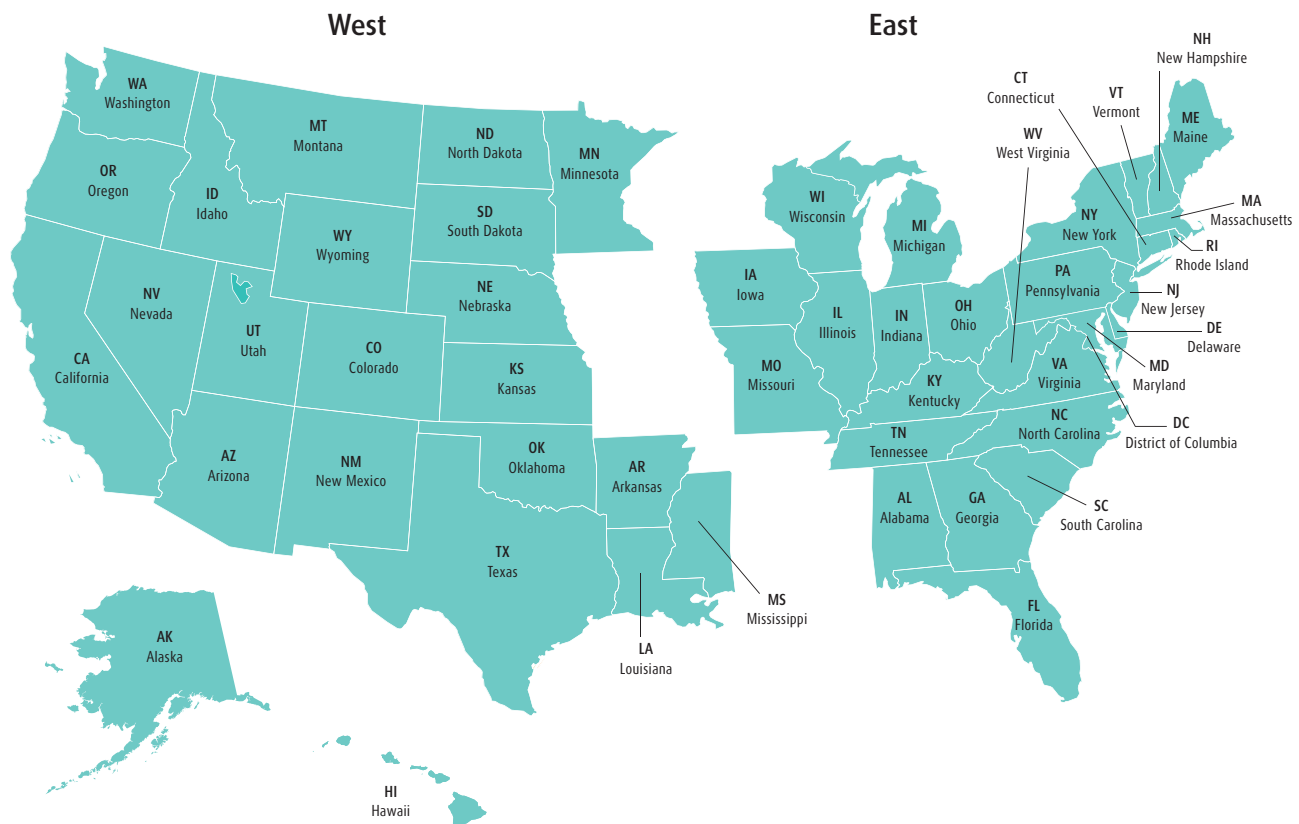 West
East
WA
Washington
OR
Oregon
ID
Idaho
MT
Montana
ND
North Dakota
MN
Minnesota
SD
South Dakota
WY
Wyoming
NE
Nebraska
NV
Nevada
UT
Utah
CO
Colorado
CA
California
KS
Kansas
AZ
Arizona
NM
New Mexico
OK
Oklahoma
AR
Arkansas
TX
Texas
MS
Mississippi
LA
Louisiana
AK
Alaska
HI
Hawaii
NH
New Hampshire
CT
Connecticut
VT
Vermont
ME
Maine
WV
West Virginia
WI
Wisconsin
MI
Michigan
NY
New York
MA
Massachusetts
RI
Rhode Island
IA
Iowa
PA
Pennsylvania
NJ
New Jersey
IL
Illinois
IN
Indiana
OH
Ohio
DE
Delaware
MO
Missouri
KY
Kentucky
VA
Virginia
MD
Maryland
TN
Tennessee
NC
North Carolina
DC
District of Columbia
AL
Alabama
GA
Georgia
SC
South Carolina
FL
Florida